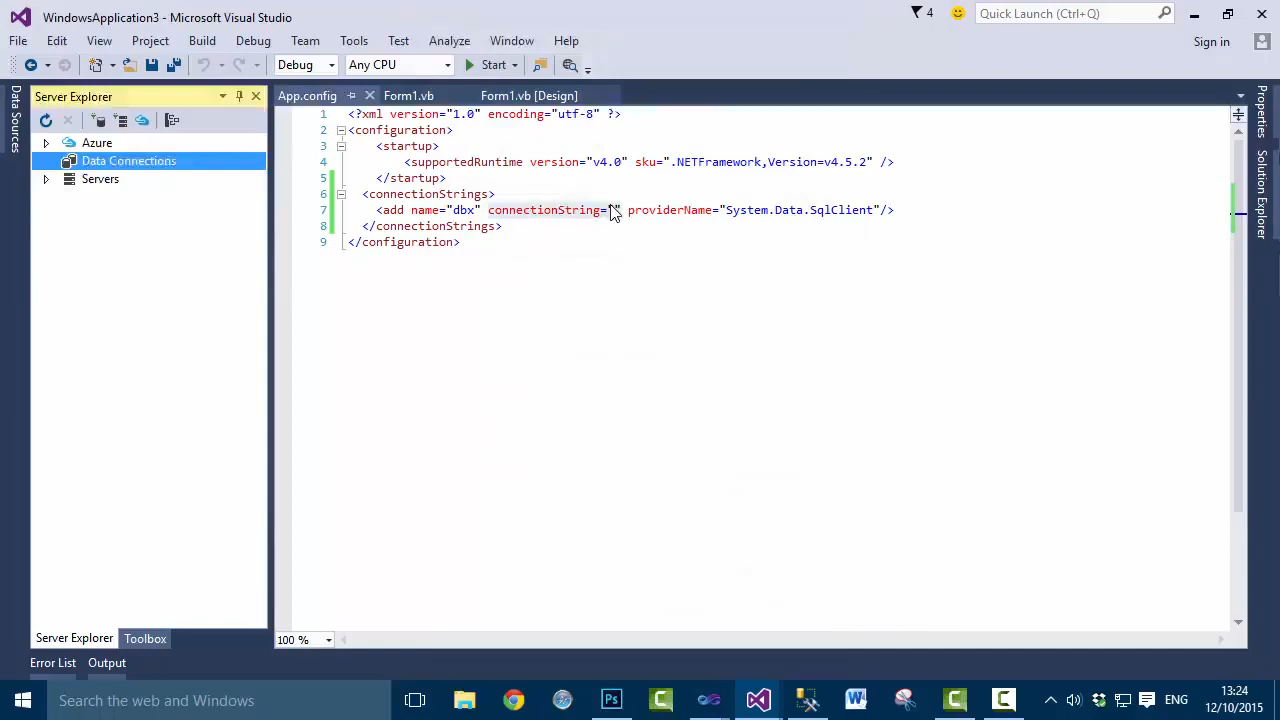 WindowsApplication3 - Microsoft Visual Studio
4
Quick Launch (Ctrl+Q)
File Edit View Project Build Debug Team Tools Test Analyze Window Help
Sign in
Debug Any CPU Start
Data Sources
Server Explorer
Azure
Data Connections
Servers
App.config Form1.vb Form1.vb [Design]
1 <?xml version="1.0" encoding="utf-8" ?>
2 <configuration>
3 <startup>
4 <supportedRuntime version="v4.0" sku=".NETFramework,Version=v4.5.2" />
5 </startup>
6 <connectionStrings>
7 <add name="dbx" connectionString="" providerName="System.Data.SqlClient"/>
8 </connectionStrings>
9 </configuration>
Properties
Solution Explorer
100 %
Server Explorer Toolbox
Error List Output
Search the web and Windows
Ps
ENG
13:24
12/10/2015